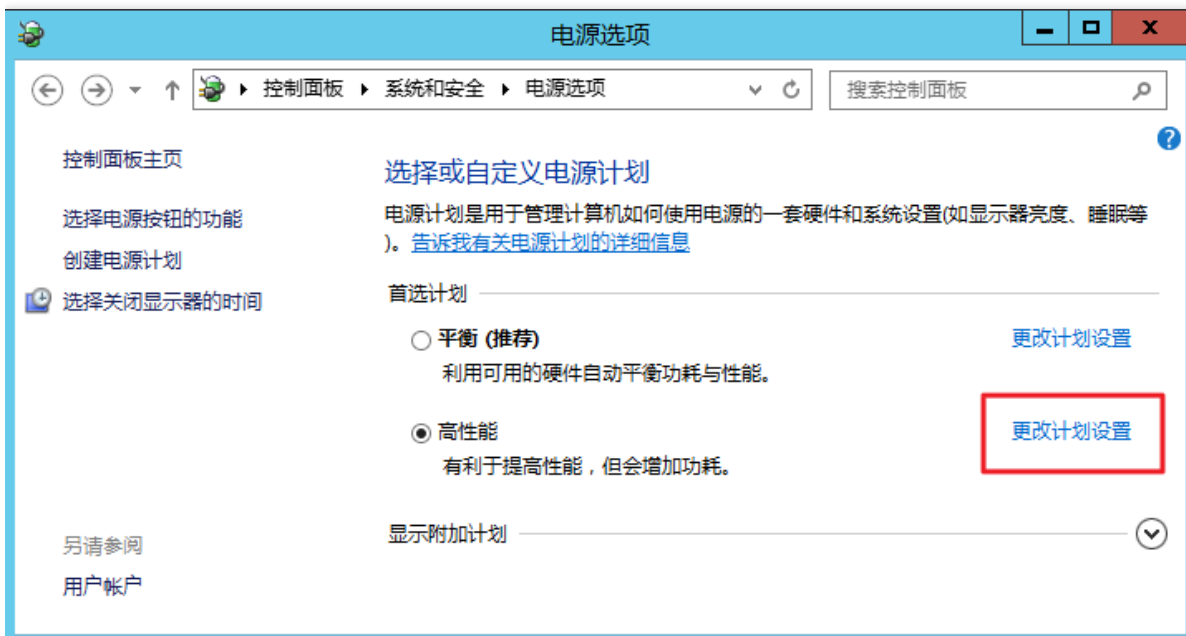 电源选项
控制面板 系统和安全 电源选项
搜索控制面板
控制面板主页
选择电源按钮的功能
创建电源计划
选择关闭显示器的时间
另请参阅
用户帐户
选择或自定义电源计划
电源计划是用于管理计算机如何使用电源的一套硬件和系统设置(如显示器亮度、睡眠等
)。告诉我有关电源计划的详细信息
首选计划
平衡 (推荐) 更改计划设置
利用可用的硬件自动平衡功耗与性能。
高性能 更改计划设置
有利于提高性能，但会增加功耗。
显示附加计划